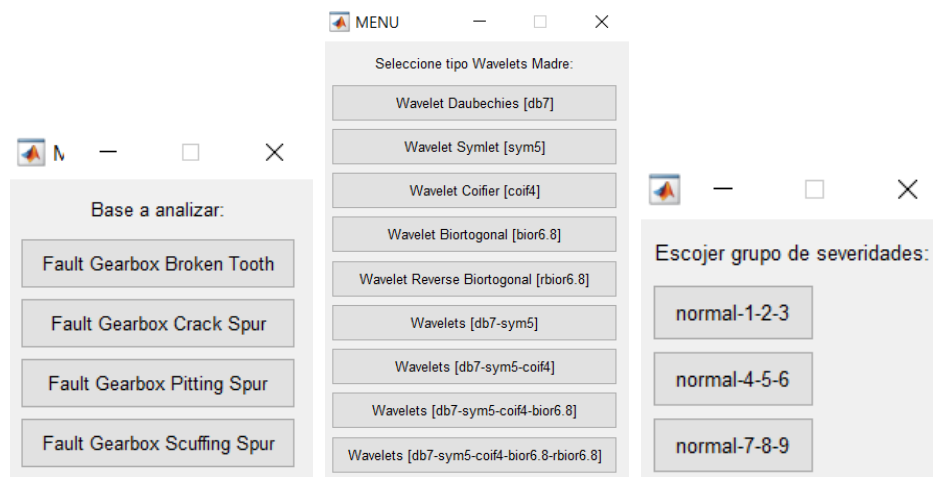 M
Base a analizar:
Fault Gearbox Broken Tooth
Fault Gearbox Crack Spur
Fault Gearbox Pitting Spur
Fault Gearbox Scuffing Spur
MENU
Seleccione tipo Wavelets Madre:
Wavelet Daubechies [db7]
Wavelet Symlet [sym5]
Wavelet Coifier [coif4]
Wavelet Biortogonal [bior6.8]
Wavelet Reverse Biortogonal [rbior6.8]
Wavelets [db7-sym5]
Wavelets [db7-sym5-coif4]
Wavelets [db7-sym5-coif4-bior6.8]
Wavelets [db7-sym5-coif4-bior6.8-rbior6.8]
Escojer grupo de severidades:
normal-1-2-3
normal-4-5-6
normal-7-8-9